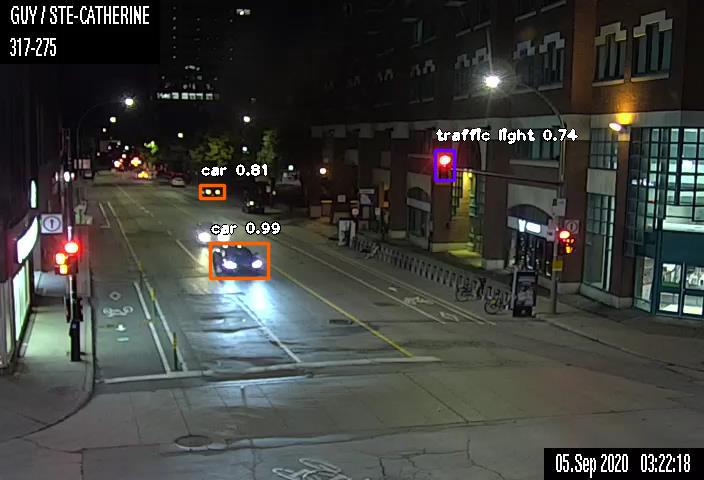 GUY / STE-CATHERINE
317-275
traffic light 0.74
car 0.81
car 0.99
05.Sep 2020 03:22:18